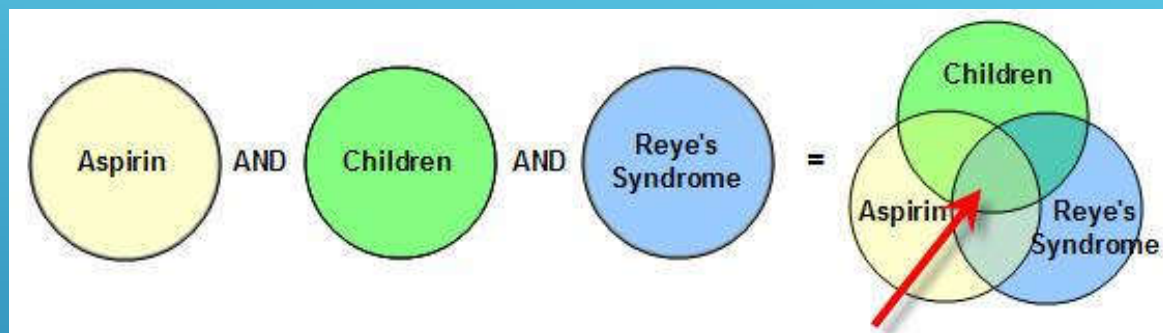 Aspirin AND Children AND Reye's
Syndrome =
Children
Aspirin Reye's
Syndrome